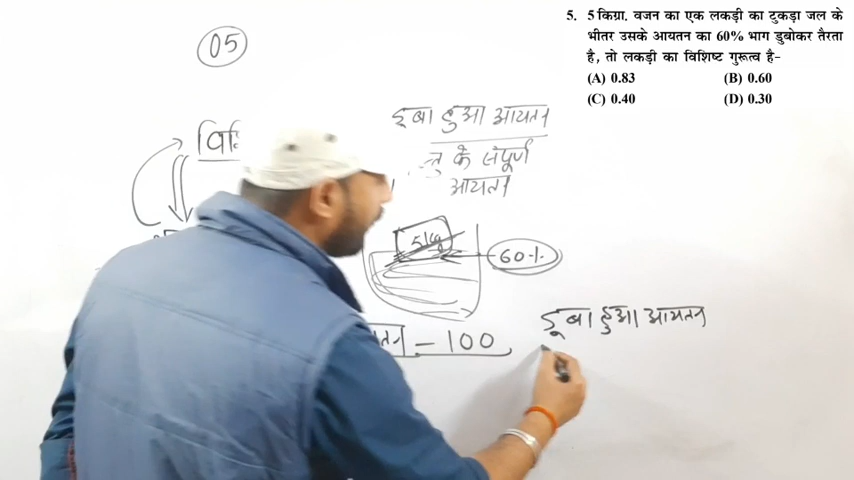 5. 5 किग्रा. वजन का एक लकड़ी का टुकड़ा जल के
भीतर उसके आयतन का 60% भाग डुबोकर तैरता
है, तो लकड़ी का विशिष्ट गुरूत्व है-
(A) 0.83 (B) 0.60
(C) 0.40 (D) 0.30
05
डूबा हुआ आयतन
के संपूर्ण
आयतन
60%
- 100
डूबा हुआ आयतन